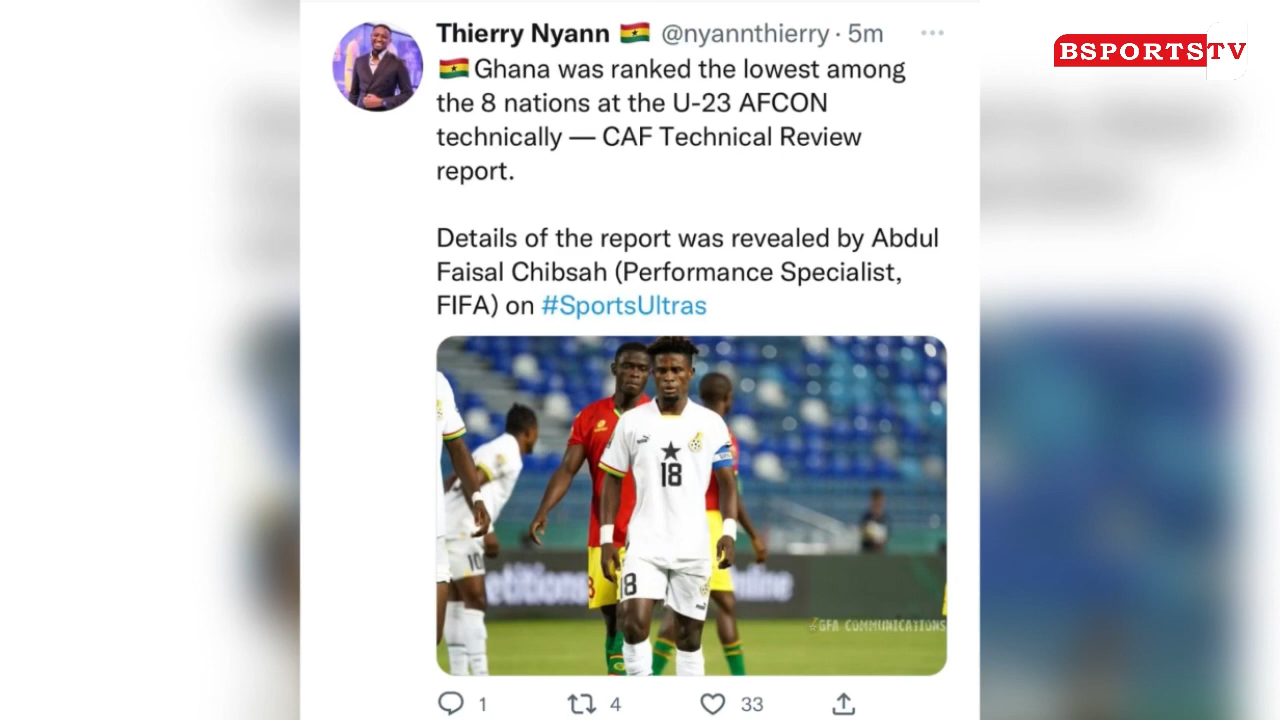 Thierry Nyann 🇬🇭 @nyannthierry · 5m
BSPORTSTV
🇬🇭Ghana was ranked the lowest among
the 8 nations at the U-23 AFCON
technically — CAF Technical Review
report.
Details of the report was revealed by Abdul
Faisal Chibsah (Performance Specialist,
FIFA) on #SportsUltras
18
10
18
GFA COMMUNICATIONS
1 4 33